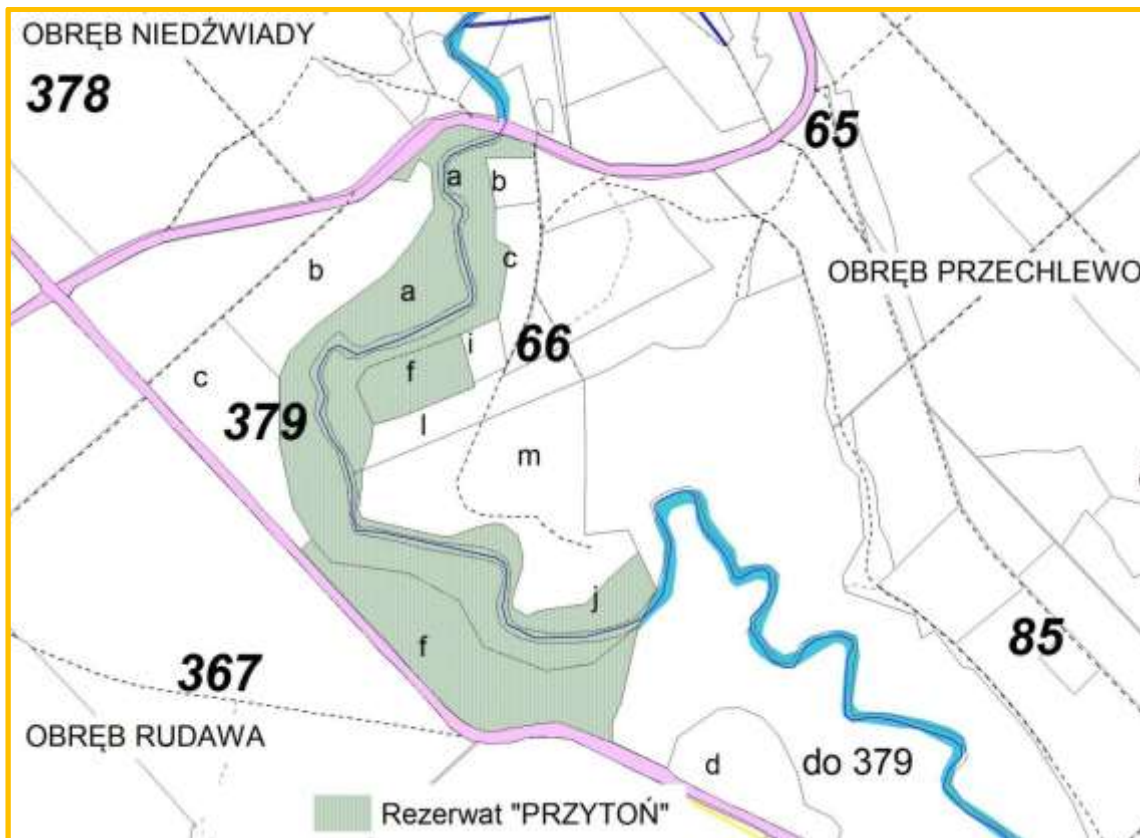 OBRĘB NIEDŹWIADY
378
65
a
b
OBRĘB PRZECHLEWO
b
c
a
66
i
f
c
379
l
m
j
f
85
367
OBRĘB RUDAWA
d
do 379
Rezerwat "PRZYTOŃ"